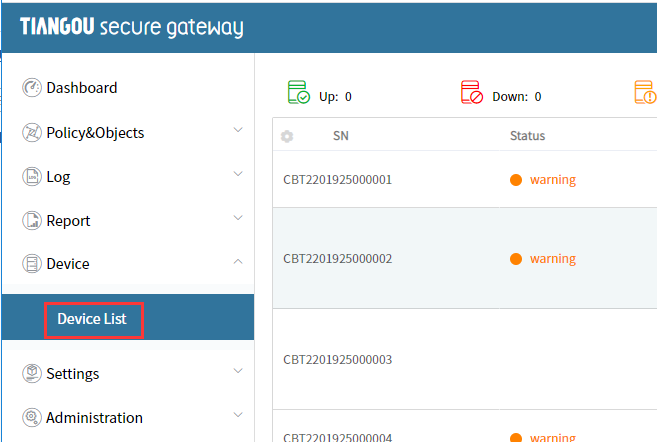 TIANGOU secure gateway
Dashboard
Policy&Objects
Log
Report
Device
Device List
Settings
Administration
Up: 0
Down: 0
SN
Status
CBT2201925000001
warning
CBT2201925000002
warning
CBT2201925000003
CBT2201925000004
warning